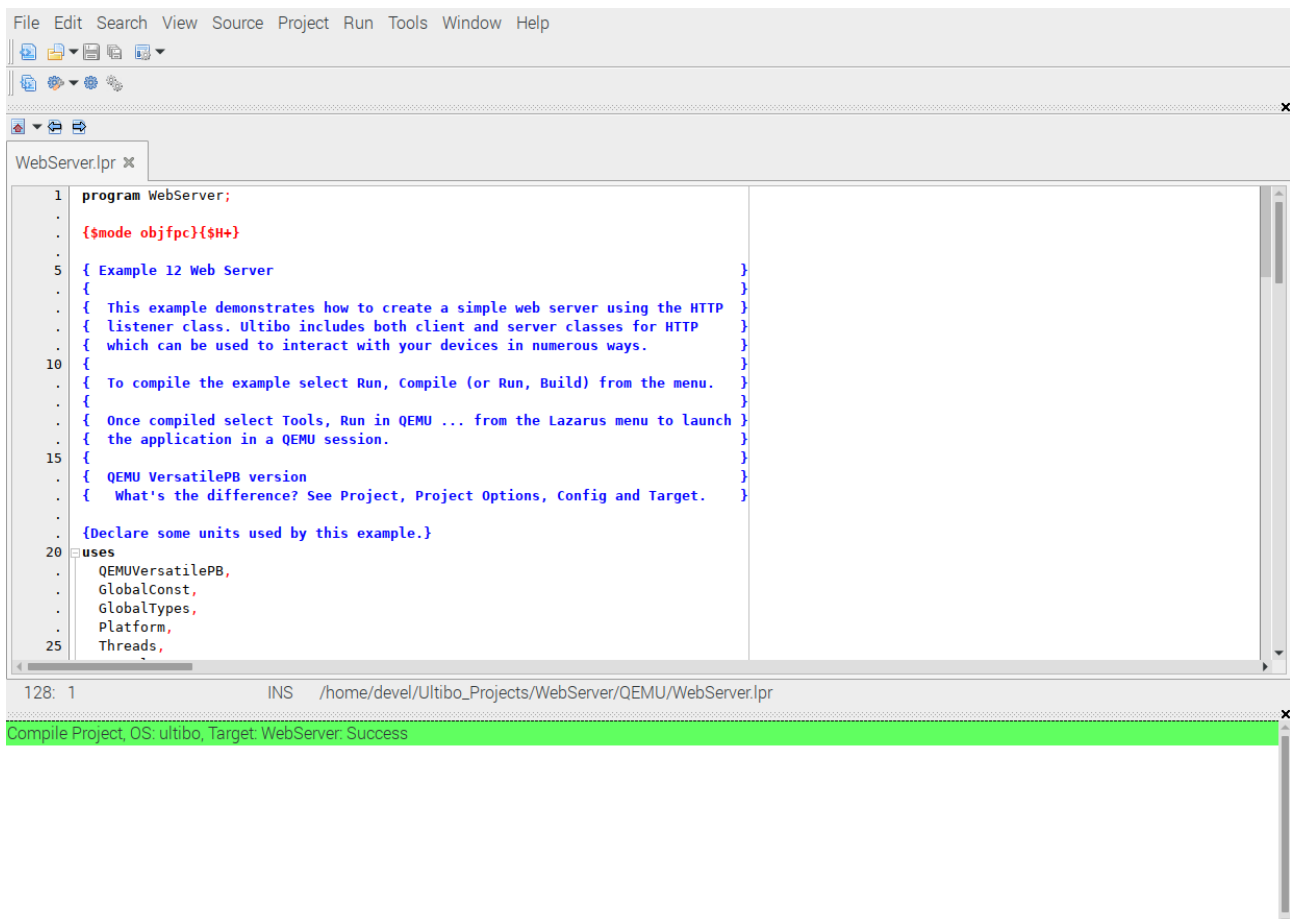 File Edit Search View Source Project Run Tools Window Help
WebServer.lpr
1 program WebServer;
.
. {$mode objfpc}{$H+}
.
5 { Example 12 Web Server }
. { }
. { This example demonstrates how to create a simple web server using the HTTP }
. { listener class. Ultibo includes both client and server classes for HTTP }
. { which can be used to interact with your devices in numerous ways. }
10 { }
. { To compile the example select Run, Compile (or Run, Build) from the menu. }
. { }
. { Once compiled select Tools, Run in QEMU ... from the Lazarus menu to launch }
. { the application in a QEMU session. }
15 { }
. { QEMU VersatilePB version }
. { What's the difference? See Project, Project Options, Config and Target. }
.
. {Declare some units used by this example.}
20 uses
. QEMUVersatilePB,
. GlobalConst,
. GlobalTypes,
. Platform,
25 Threads,
128: 1 INS /home/devel/Ultibo_Projects/WebServer/QEMU/WebServer.lpr
Compile Project, OS: ultibo, Target: WebServer: Success